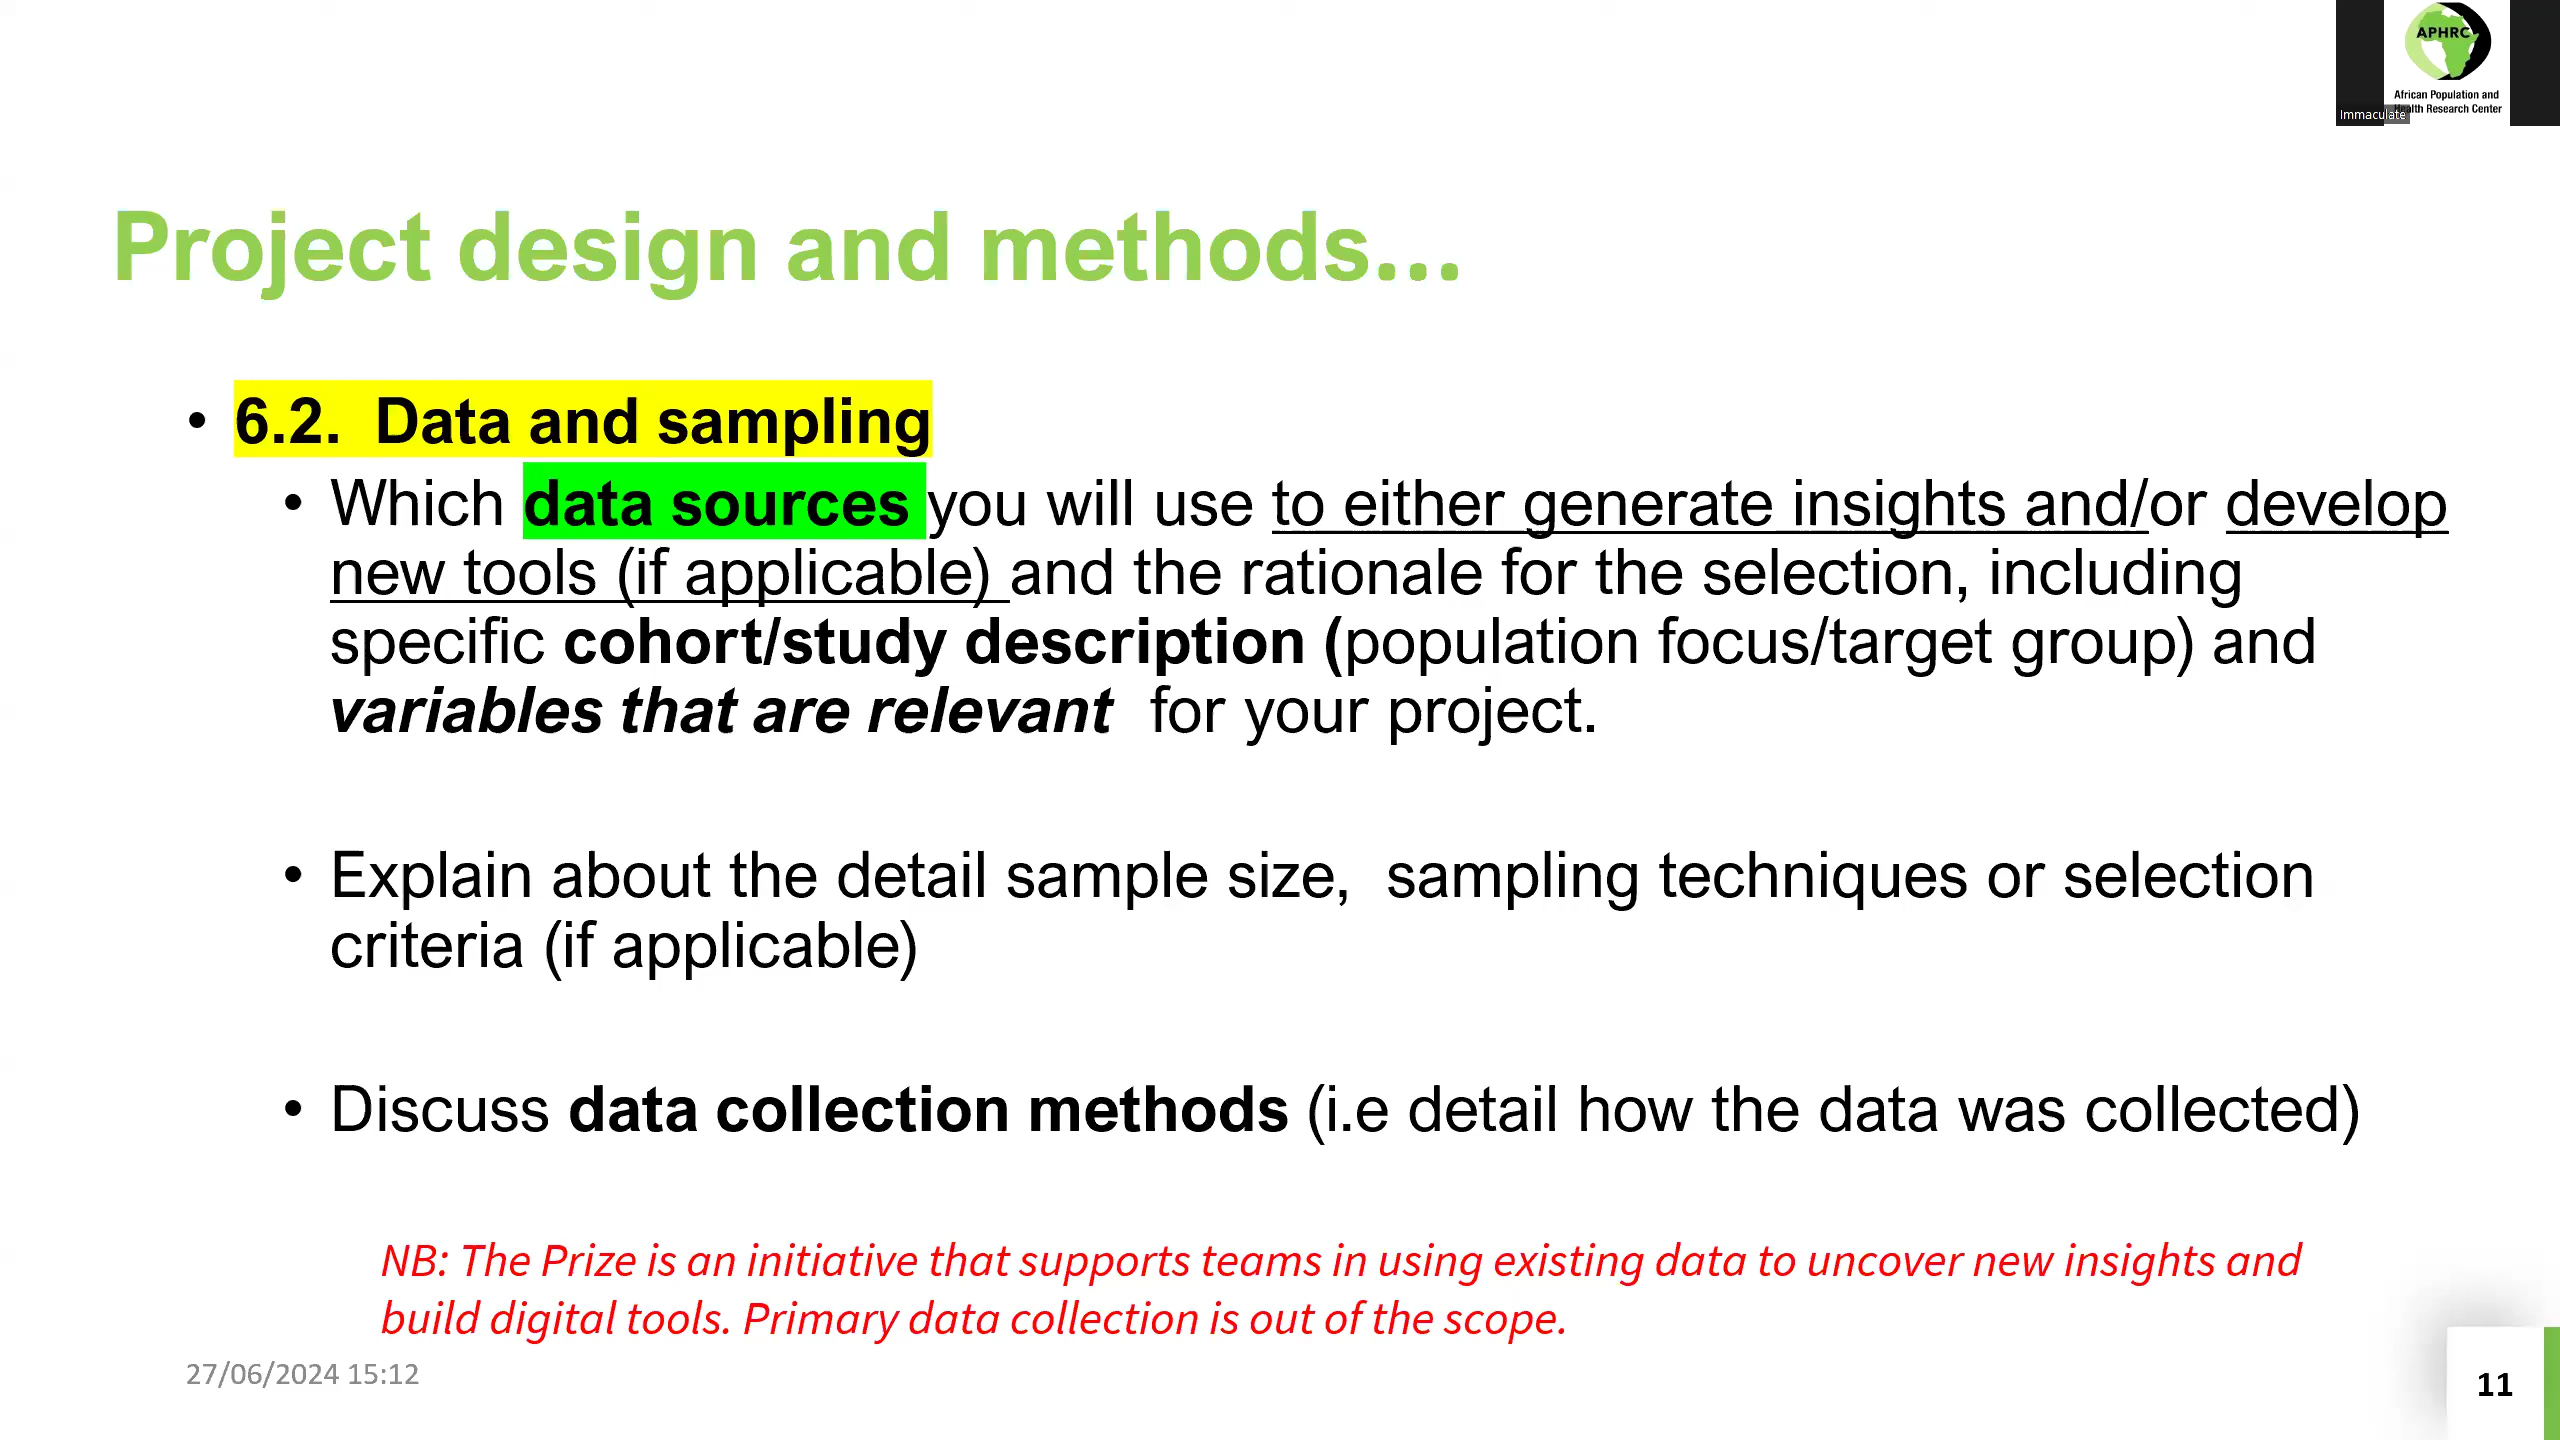 APHRC
African Population and
Health Research Center
Immaculate
Project design and methods...
• 6.2. Data and sampling
• Which data sources you will use to either generate insights and/or develop
new tools (if applicable) and the rationale for the selection, including
specific cohort/study description (population focus/target group) and
variables that are relevant for your project.
• Explain about the detail sample size, sampling techniques or selection
criteria (if applicable)
• Discuss data collection methods (i.e detail how the data was collected)
NB: The Prize is an initiative that supports teams in using existing data to uncover new insights and
build digital tools. Primary data collection is out of the scope.
27/06/2024 15:12
11